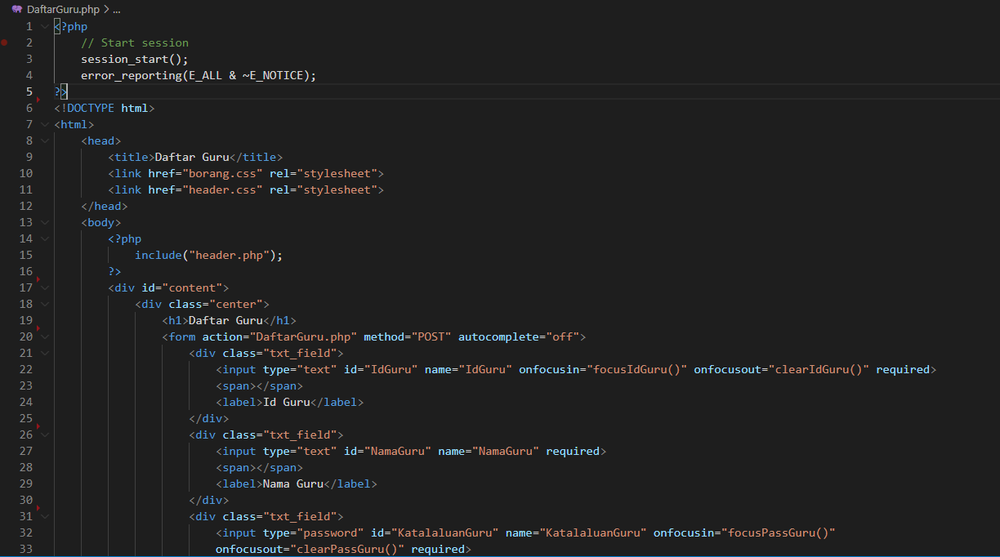 DaftarGuru.php > ...
1 <?php
2 // Start session
3 session_start();
4 error_reporting(E_ALL & ~E_NOTICE);
5 ?>
6 <!DOCTYPE html>
7 <html>
8 <head>
9 <title>Daftar Guru</title>
10 <link href="borang.css" rel="stylesheet">
11 <link href="header.css" rel="stylesheet">
12 </head>
13 <body>
14 <?php
15 include("header.php");
16 ?>
17 <div id="content">
18 <div class="center">
19 <h1>Daftar Guru</h1>
20 <form action="DaftarGuru.php" method="POST" autocomplete="off">
21 <div class="txt_field">
22 <input type="text" id="IdGuru" name="IdGuru" onfocusin="focusIdGuru()" onfocusout="clearIdGuru()" required>
23 <span></span>
24 <label>Id Guru</label>
25 </div>
26 <div class="txt_field">
27 <input type="text" id="NamaGuru" name="NamaGuru" required>
28 <span></span>
29 <label>Nama Guru</label>
30 </div>
31 <div class="txt_field">
32 <input type="password" id="KatalaluanGuru" name="KatalaluanGuru" onfocusin="focusPassGuru()"
33 onfocusout="clearPassGuru()" required>